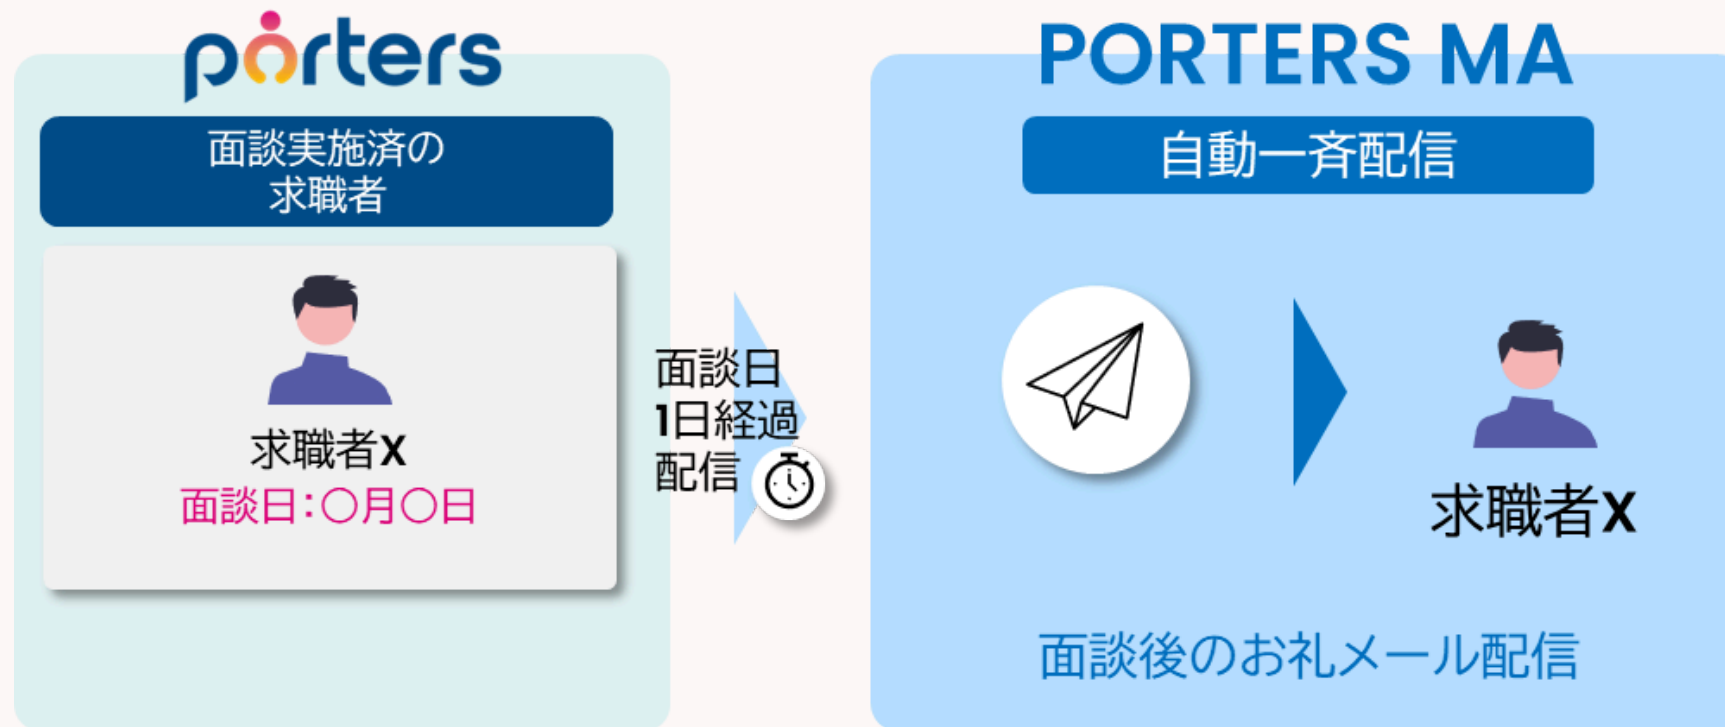 porters
面談実施済の
求職者
求職者X
面談日：〇月〇日
面談日
1日経過
配信
PORTERS MA
自動一斉配信
求職者X
面談後のお礼メール配信